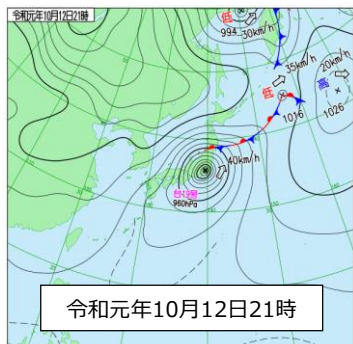 令和元年10月12日21時
低
994
30km/h
35km/h
20km/h
高
低
1016
1026
40km/h
台19号
960hPa
令和元年10月12日21時